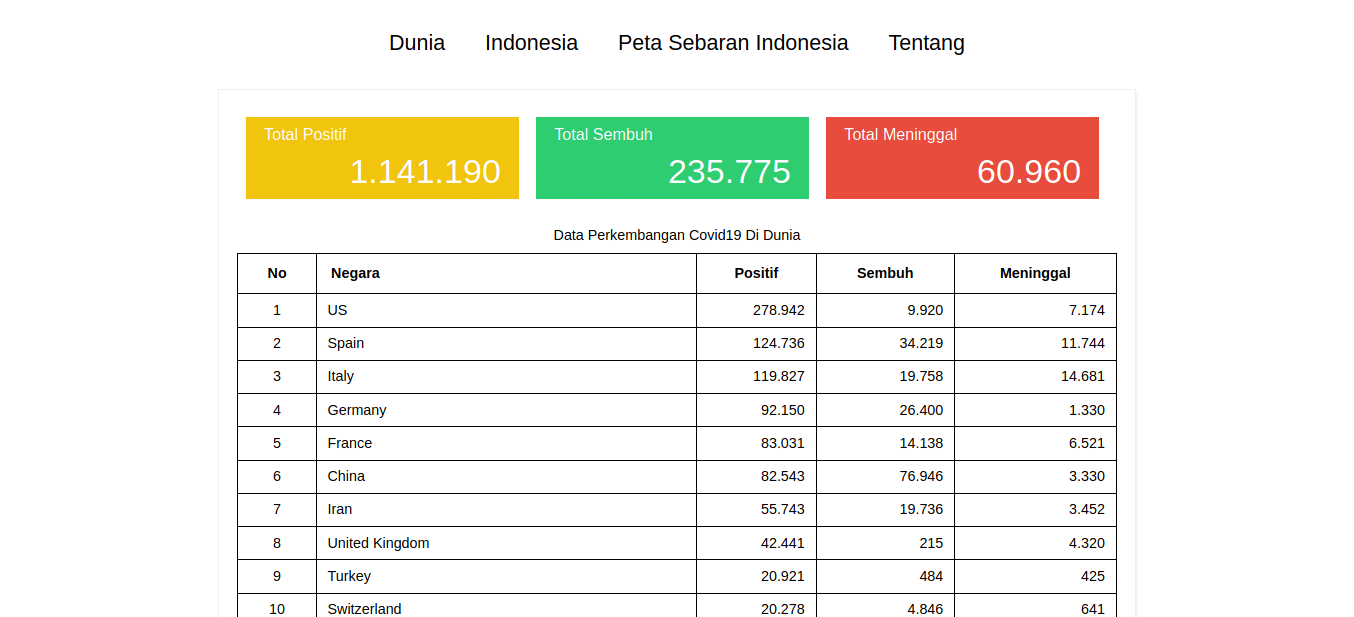 Dunia Indonesia Peta Sebaran Indonesia Tentang
Total Positif Total Sembuh Total Meninggal
1.141.190 235.775 60.960
Data Perkembangan Covid19 Di Dunia
No Negara Positif Sembuh Meninggal
1 US 278.942 9.920 7.174
2 Spain 124.736 34.219 11.744
3 Italy 119.827 19.758 14.681
4 Germany 92.150 26.400 1.330
5 France 83.031 14.138 6.521
6 China 82.543 76.946 3.330
7 Iran 55.743 19.736 3.452
8 United Kingdom 42.441 215 4.320
9 Turkey 20.921 484 425
10 Switzerland 20.278 4.846 641